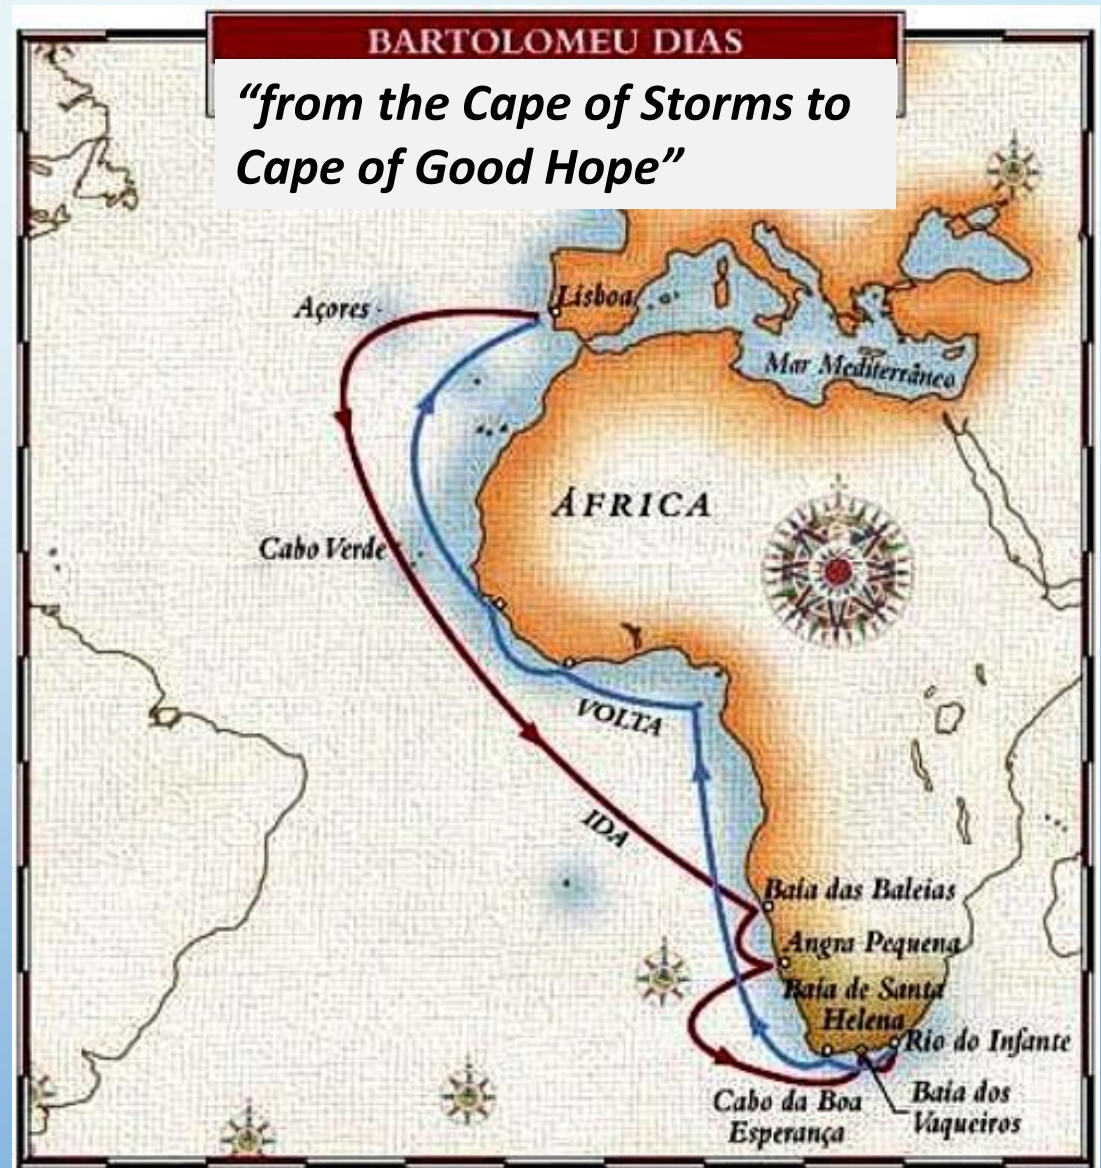 BARTOLOMEU DIAS
“from the Cape of Storms to
Cape of Good Hope”
Lisboa
Açores
Mar Mediterrâneo
ÁFRICA
Cabo Verde
VOLTA
IDA
Baía das Baleias
Angra Pequena
Baía de Santa
Helena
Rio do Infante
Cabo da Boa
Esperança
Baía dos
Vaqueiros